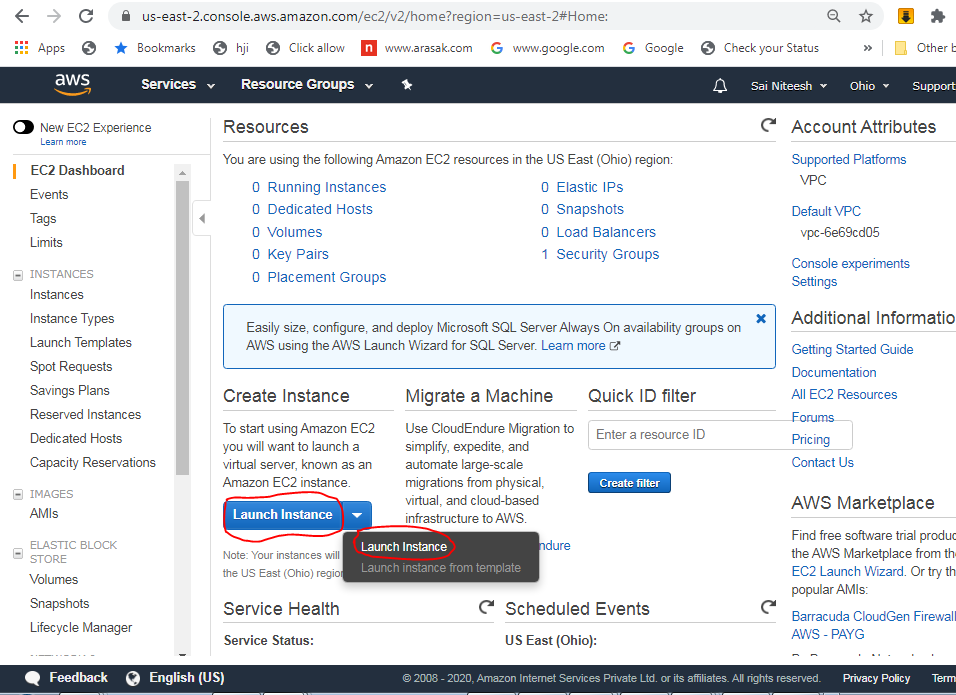 us-east-2.console.aws.amazon.com/ec2/v2/home?region=us-east-2#Home:
Apps
Bookmarks
hji
Click allow
n
www.arasak.com
G
www.google.com
G
Google
Check your Status
»
Other b
aws
Services
Resource Groups
Sai Niteesh
Ohio
Support
New EC2 Experience
Learn more
EC2 Dashboard
Events
Tags
Limits
INSTANCES
Instances
Instance Types
Launch Templates
Spot Requests
Savings Plans
Reserved Instances
Dedicated Hosts
Capacity Reservations
IMAGES
AMIs
ELASTIC BLOCK
STORE
Volumes
Snapshots
Lifecycle Manager
Resources
You are using the following Amazon EC2 resources in the US East (Ohio) region:
0 Running Instances
0 Dedicated Hosts
0 Volumes
0 Key Pairs
0 Placement Groups
0 Elastic IPs
0 Snapshots
0 Load Balancers
1 Security Groups
Easily size, configure, and deploy Microsoft SQL Server Always On availability groups on
AWS using the AWS Launch Wizard for SQL Server. Learn more
Create Instance
To start using Amazon EC2
you will want to launch a
virtual server, known as an
Amazon EC2 instance.
Launch Instance
Launch Instance
Launch instance from template
Note: Your instances will
the US East (Ohio) regio
Migrate a Machine
Use CloudEndure Migration to
simplify, expedite, and
automate large-scale
migrations from physical,
virtual, and cloud-based
infrastructure to AWS.
ndure
Quick ID filter
Enter a resource ID
Create filter
Service Health
Service Status:
Scheduled Events
US East (Ohio):
Account Attributes
Supported Platforms
VPC
Default VPC
vpc-6e69cd05
Console experiments
Settings
Additional Informatio
Getting Started Guide
Documentation
All EC2 Resources
Forums
Pricing
Contact Us
AWS Marketplace
Find free software trial produc
the AWS Marketplace from the
EC2 Launch Wizard. Or try th
popular AMIs:
Barracuda CloudGen Firewall
AWS - PAYG
Feedback
English (US)
© 2008 - 2020, Amazon Internet Services Private Ltd. or its affiliates. All rights reserved.
Privacy Policy
Term